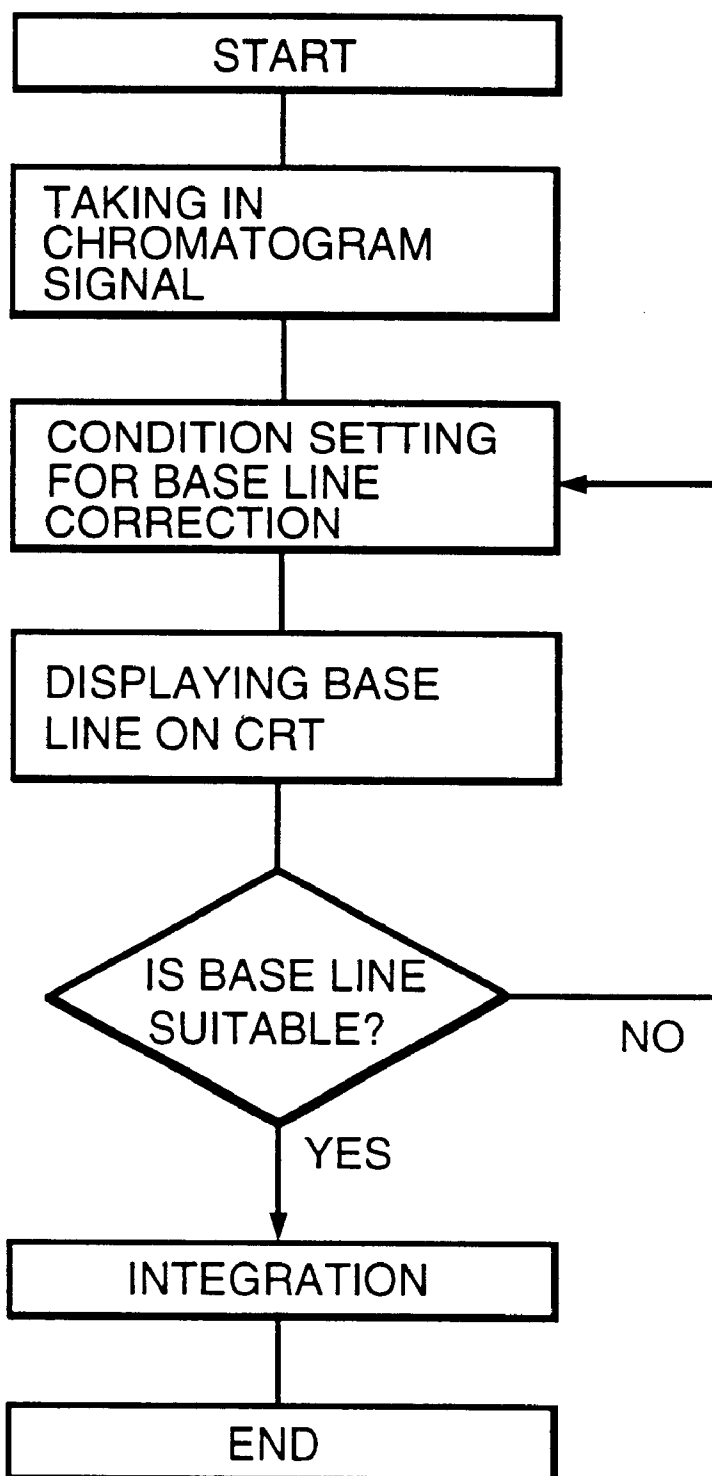 START
TAKING IN
CHROMATOGRAM
SIGNAL
CONDITION SETTING
FOR BASE LINE
CORRECTION
DISPLAYING BASE
LINE ON CRT
IS BASE LINE
SUITABLE?
NO
YES
INTEGRATION
END